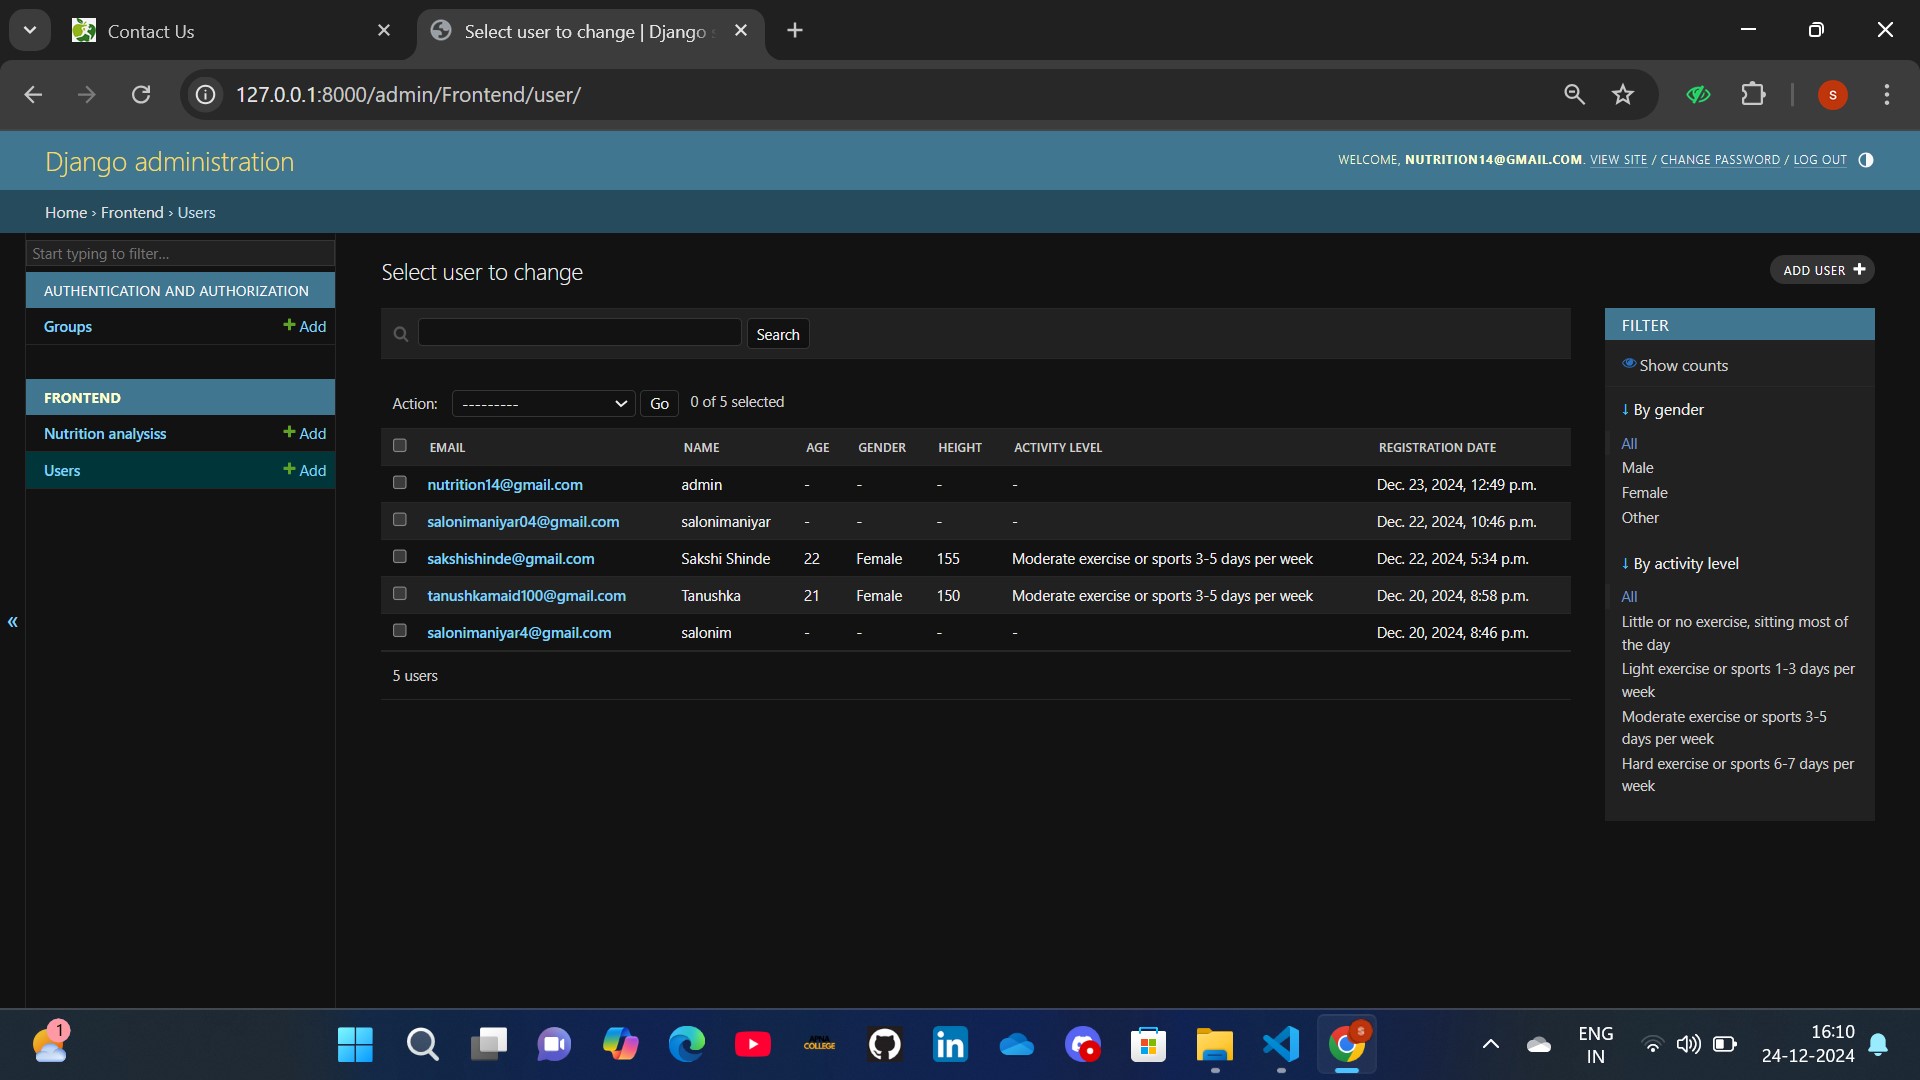 Contact Us
Select user to change | Django s
127.0.0.1:8000/admin/Frontend/user/
S
Django administration
WELCOME, NUTRITION14@GMAIL.COM. VIEW SITE / CHANGE PASSWORD / LOG OUT
Home › Frontend › Users
Start typing to filter...
AUTHENTICATION AND AUTHORIZATION
Groups + Add
FRONTEND
Nutrition analysiss + Add
Users + Add
«
Select user to change
ADD USER +
Search
Action: --------- Go 0 of 5 selected
EMAIL NAME AGE GENDER HEIGHT ACTIVITY LEVEL REGISTRATION DATE
nutrition14@gmail.com admin - - - - Dec. 23, 2024, 12:49 p.m.
salonimaniyar04@gmail.com salonimaniyar - - - - Dec. 22, 2024, 10:46 p.m.
sakshishinde@gmail.com Sakshi Shinde 22 Female 155 Moderate exercise or sports 3-5 days per week Dec. 22, 2024, 5:34 p.m.
tanushkamaid100@gmail.com Tanushka 21 Female 150 Moderate exercise or sports 3-5 days per week Dec. 20, 2024, 8:58 p.m.
salonimaniyar4@gmail.com salonim - - - - Dec. 20, 2024, 8:46 p.m.
5 users
FILTER
Show counts
↓ By gender
All
Male
Female
Other
↓ By activity level
All
Little or no exercise, sitting most of
the day
Light exercise or sports 1-3 days per
week
Moderate exercise or sports 3-5
days per week
Hard exercise or sports 6-7 days per
week
1
APNA
COLLEGE
in
S
ENG
IN
16:10
24-12-2024